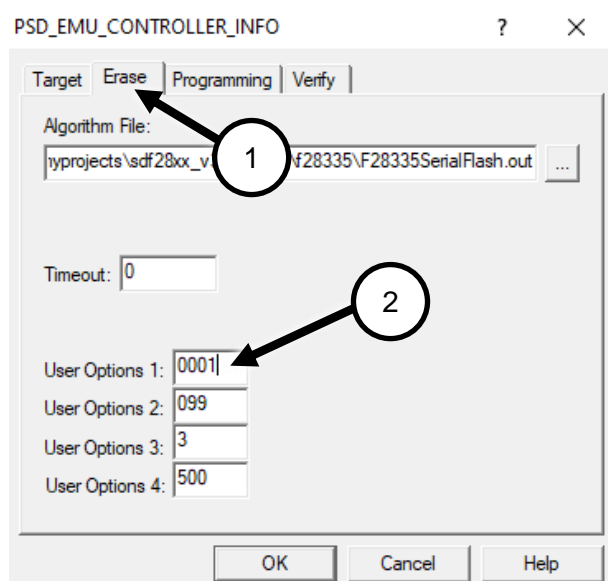 PSD_EMU_CONTROLLER_INFO ? ×
Target Erase Programming Verify
Algorithm File:
1
nyprojects\sdf28xx_v \f28335\F28335SerialFlash.out ...
Timeout: 0
2
User Options 1: 0001
User Options 2: 099
User Options 3: 3
User Options 4: 500
OK Cancel Help